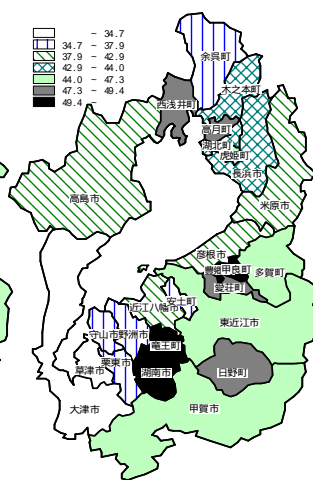 － 34.7
34.7 － 37.9
37.9 － 42.9
42.9 － 44.0
44.0 － 47.3
47.3 － 49.4
49.4 －
余呉町
木之本町
西浅井町
高月町
湖北町
虎姫町
長浜市
高島市
米原市
彦根市
豊郷町
甲良町
多賀町
愛荘町
安土町
近江八幡市
東近江市
守山市
野洲市
竜王町
栗東市
草津市
湖南市
日野町
大津市
甲賀市